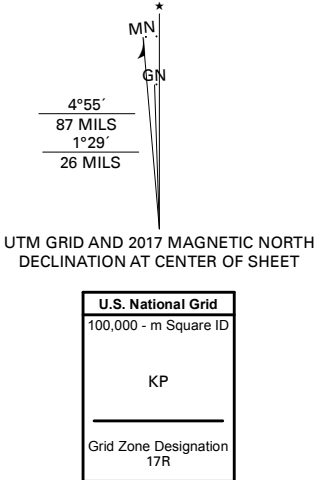 ★
MN
GN
4°55´
87 MILS
1°29´
26 MILS
UTM GRID AND 2017 MAGNETIC NORTH
DECLINATION AT CENTER OF SHEET
U.S. National Grid
100,000 - m Square ID
KP
Grid Zone Designation
17R